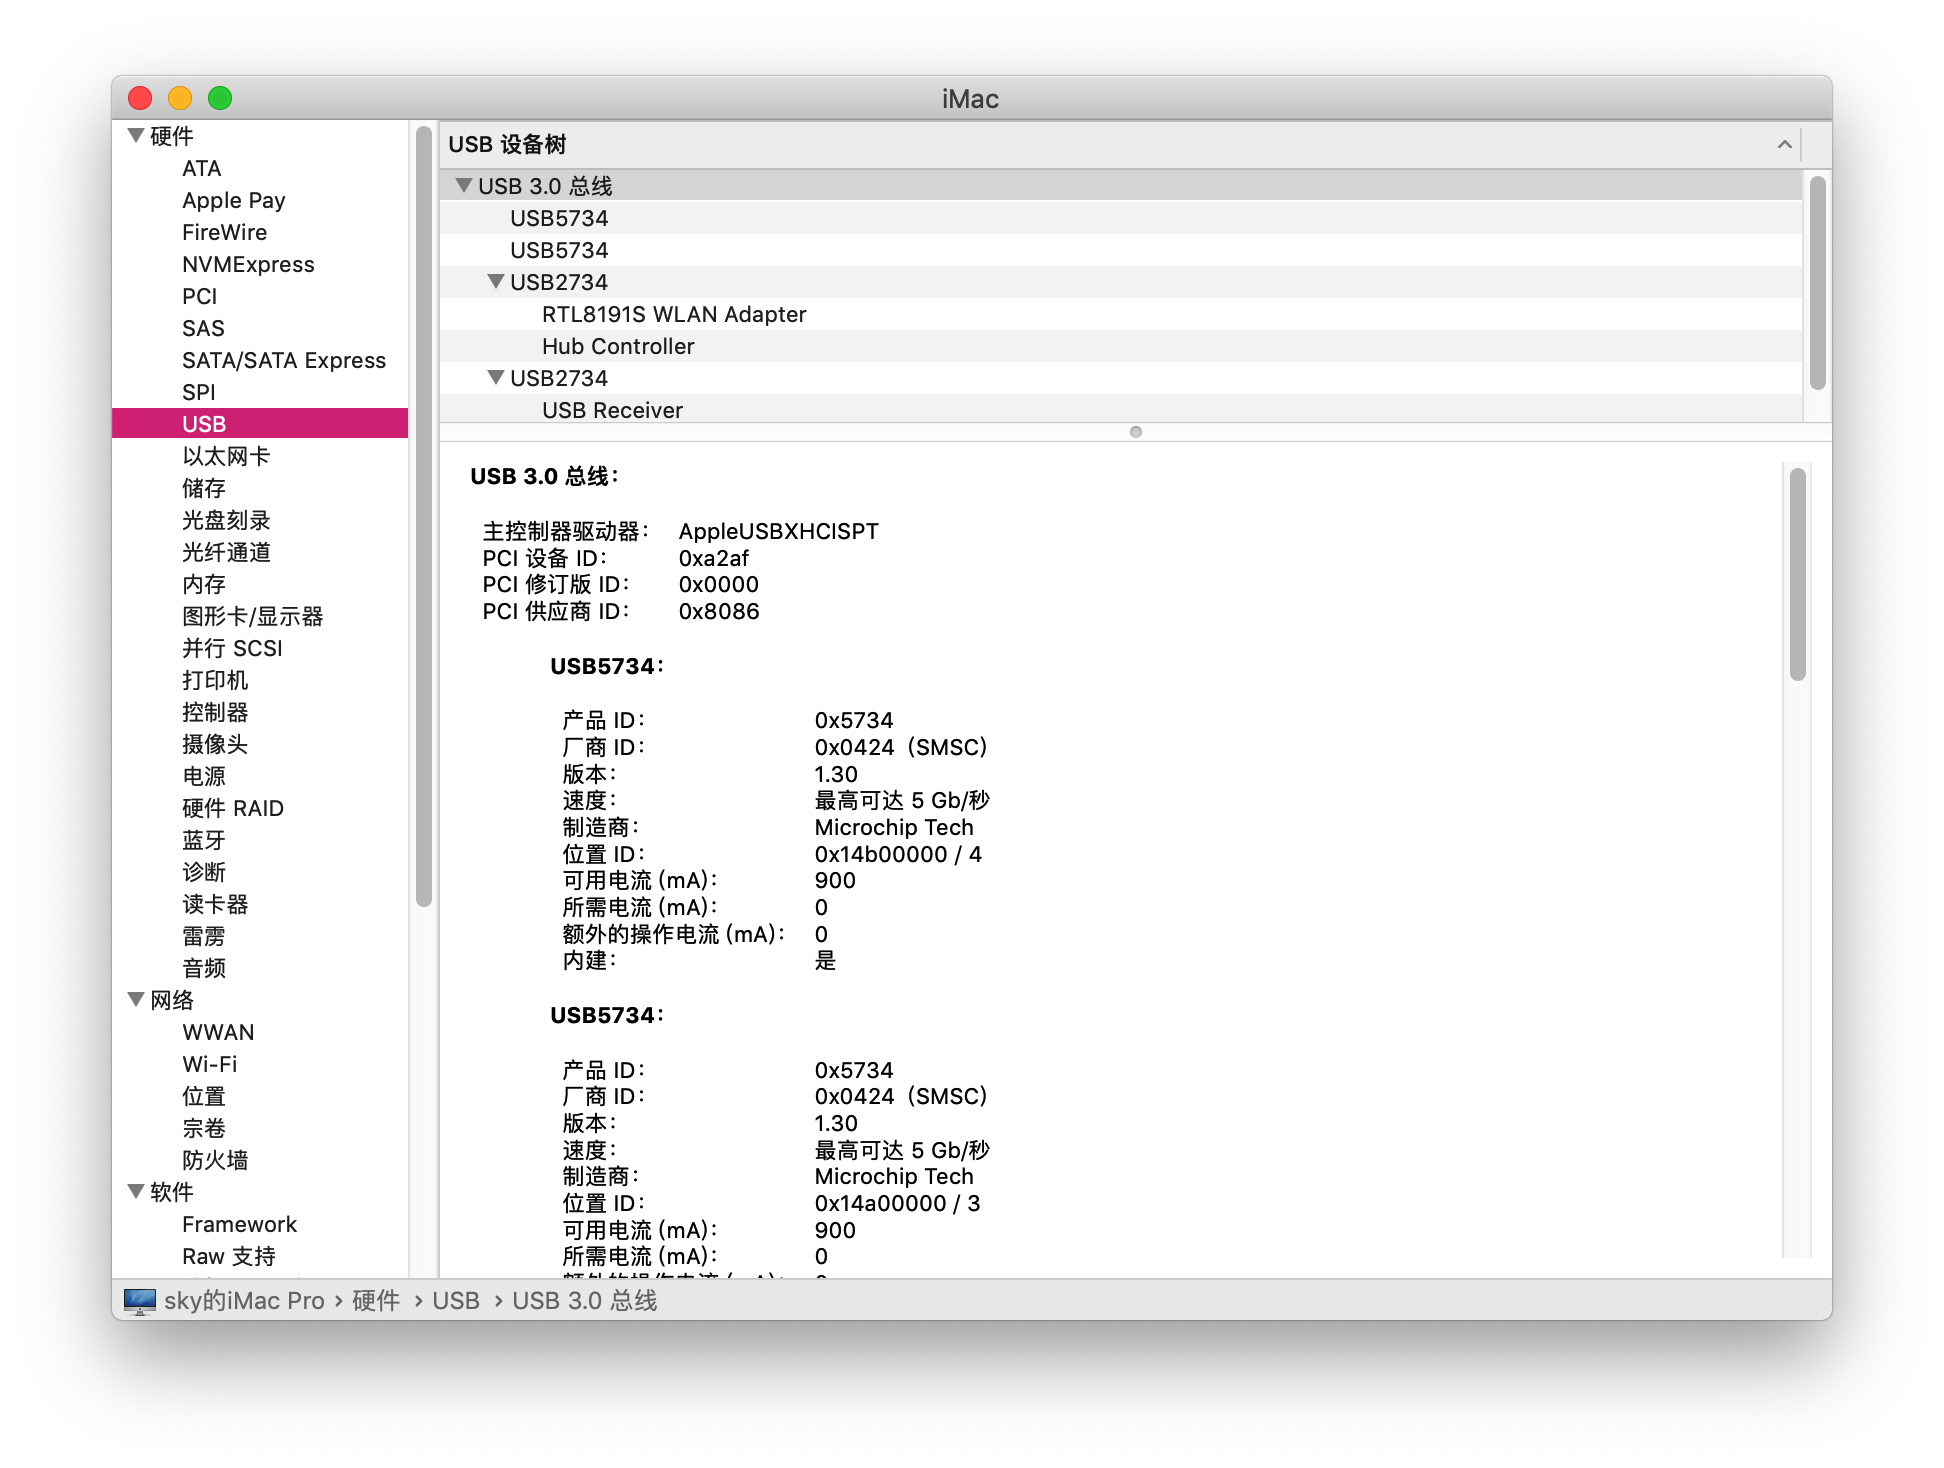 iMac
硬件
ATA
Apple Pay
FireWire
NVMExpress
PCI
SAS
SATA/SATA Express
SPI
USB
以太网卡
储存
光盘刻录
光纤通道
内存
图形卡/显示器
并行 SCSI
打印机
控制器
摄像头
电源
硬件 RAID
蓝牙
诊断
读卡器
雷雳
音频
网络
WWAN
Wi-Fi
位置
宗卷
防火墙
软件
Framework
Raw 支持
USB 设备树
USB 3.0 总线
USB5734
USB5734
USB2734
RTL8191S WLAN Adapter
Hub Controller
USB2734
USB Receiver
USB 3.0 总线：
主控制器驱动器： AppleUSBXHCISPT
PCI 设备 ID： 0xa2af
PCI 修订版 ID： 0x0000
PCI 供应商 ID： 0x8086
USB5734：
产品 ID： 0x5734
厂商 ID： 0x0424（SMSC）
版本： 1.30
速度： 最高可达 5 Gb/秒
制造商： Microchip Tech
位置 ID： 0x14b00000 / 4
可用电流 (mA)： 900
所需电流 (mA)： 0
额外的操作电流 (mA)： 0
内建： 是
USB5734：
产品 ID： 0x5734
厂商 ID： 0x0424（SMSC）
版本： 1.30
速度： 最高可达 5 Gb/秒
制造商： Microchip Tech
位置 ID： 0x14a00000 / 3
可用电流 (mA)： 900
所需电流 (mA)： 0
sky的iMac Pro › 硬件 › USB › USB 3.0 总线